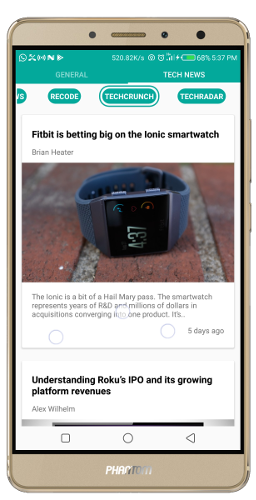 520.82K/s 68% 5:37 PM
GENERAL TECH NEWS
WS RECODE TECHCRUNCH TECHRADAR
Fitbit is betting big on the Ionic smartwatch
Brian Heater
4:37
The Ionic is a bit of a Hail Mary pass. The smartwatch
represents years of R&D and millions of dollars in
acquisitions converging into one product. It's..
5 days ago
Understanding Roku's IPO and its growing
platform revenues
Alex Wilhelm
PHANTOM